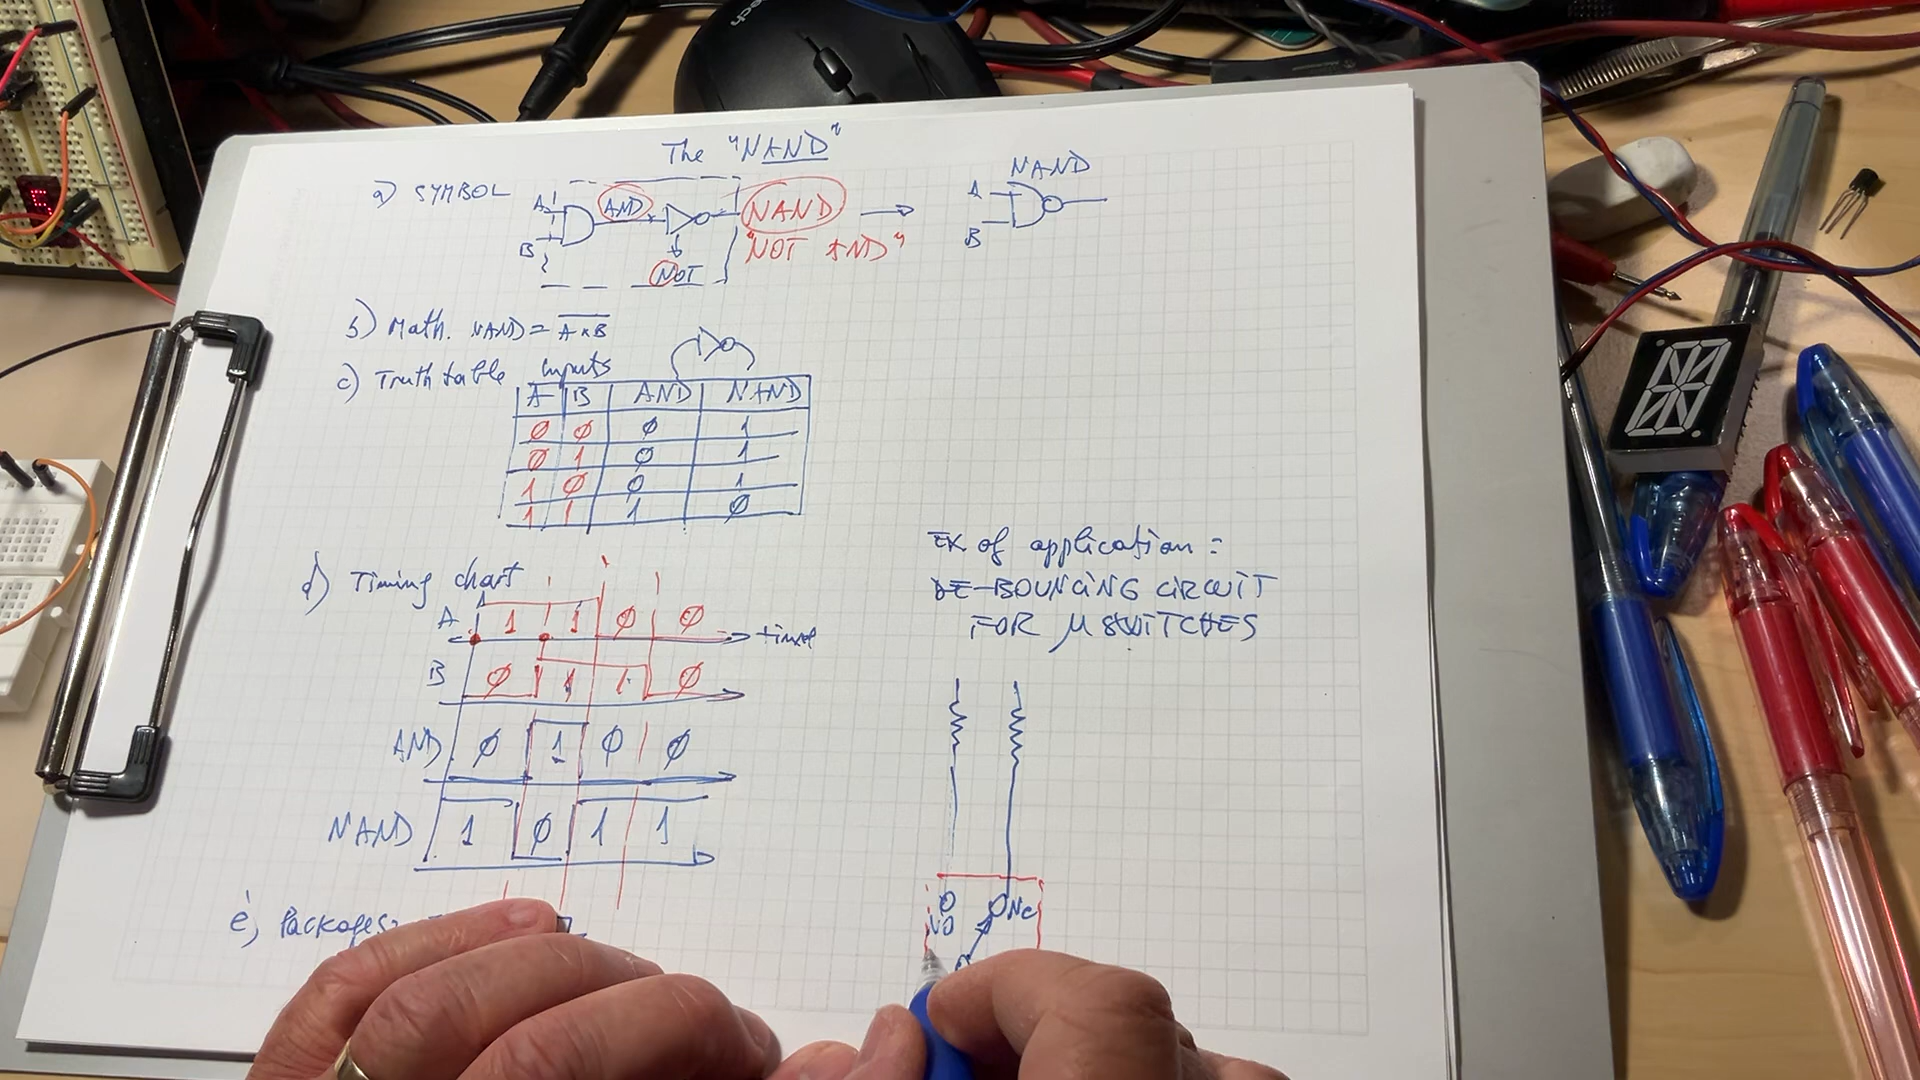 tech
The "NAND"
a) SYMBOL
A
B
AND
NOT
NAND
"NOT AND"
NAND
A
B
b) Math. NAND = A × B
c) Truth table Inputs
A B AND NAND
0 0 0 1
0 1 0 1
1 0 0 1
1 1 1 0
d) Timing chart
A 1 1 0 0 time
B 0 1 1 0
AND 0 1 0 0
NAND 1 0 1 1
e) Packages:
EX of application:
DE-BOUNCING CIRCUIT
FOR μ SWITCHES
NO
NC